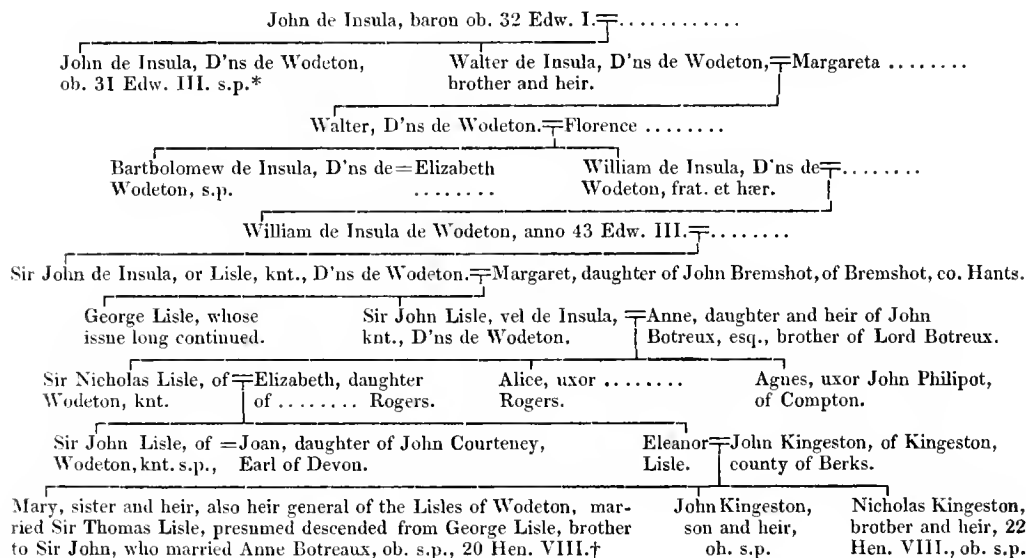 John de Insula, baron ob. 32 Edw. I.=.............
John de Insula, D'ns de Wodeton, Walter de Insula, D'ns de Wodeton,=Margareta ........
ob. 31 Edw. III. s.p.* brother and heir.
Walter, D'ns de Wodeton.=Florence ........
Bartholomew de Insula, D'ns de=Elizabeth William de Insula, D'ns de=........
Wodeton, s.p. ........ Wodeton, frat. et hær.
William de Insula de Wodeton, anno 43 Edw. III.=........
Sir John de Insula, or Lisle, knt., D'ns de Wodeton.=Margaret, daughter of John Bremshot, of Bremshot, co. Hants.
George Lisle, whose Sir John Lisle, vel de Insula, =Anne, daughter and heir of John
issne long continued. knt., D'ns de Wodeton. Botreux, esq., brother of Lord Botreux.
Sir Nicholas Lisle, of=Elizabeth, daughter Alice, uxor ........ Agnes, uxor John Philipot,
Wodeton, knt. of ........ Rogers. Rogers. of Compton.
Sir John Lisle, of =Joan, daughter of John Courteney, Eleanor=John Kingeston, of Kingeston,
Wodeton, knt. s.p., Earl of Devon. Lisle. county of Berks.
Mary, sister and heir, also heir general of the Lisles of Wodeton, mar- John Kingeston, Nicholas Kingeston,
ried Sir Thomas Lisle, presumed descended from George Lisle, brother son and heir, brother and heir, 22
to Sir John, who married Anne Botreaux, ob. s.p., 20 Hen. VIII.† ob. s.p. Hen. VIII., ob. s.p.